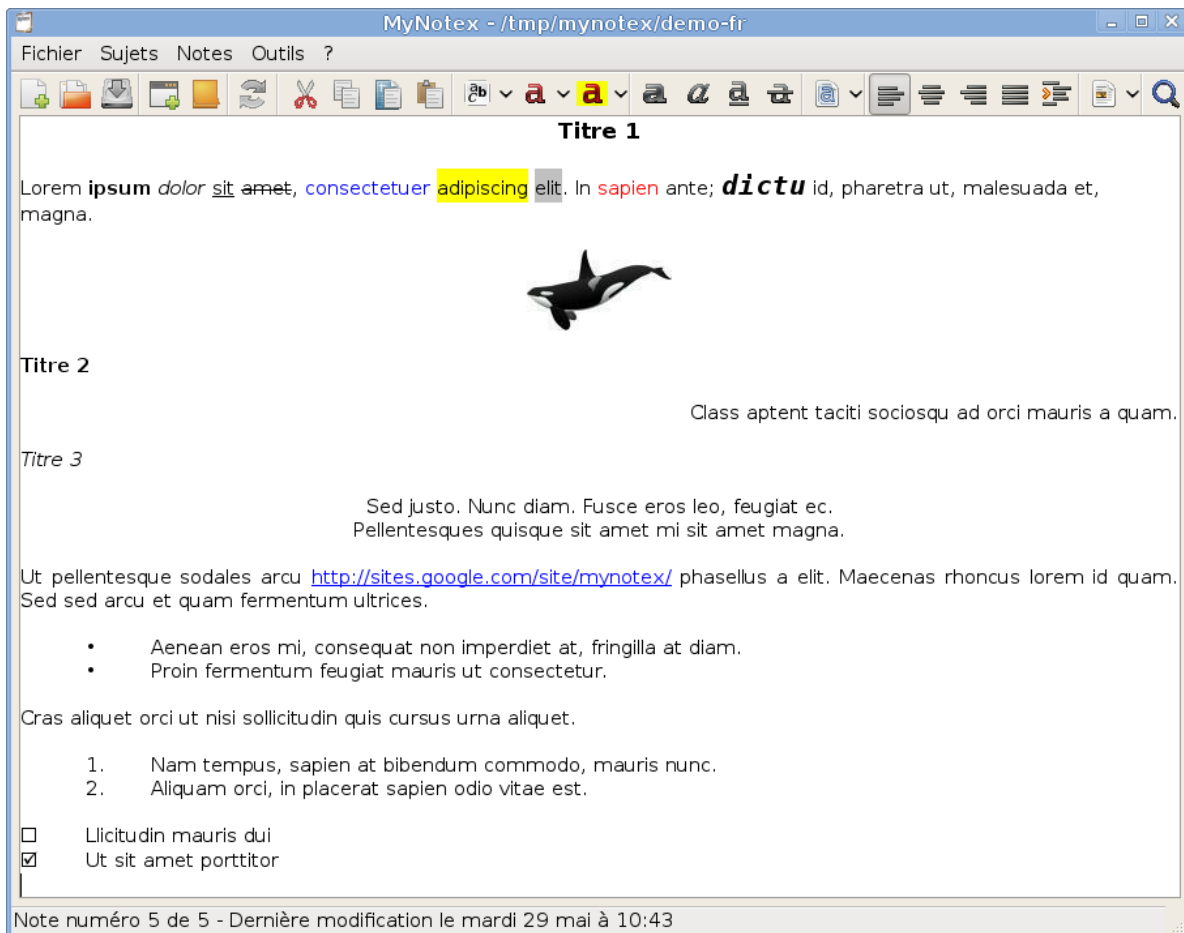 MyNotex - /tmp/mynotex/demo-fr
Fichier Sujets Notes Outils ?
Titre 1
Lorem ipsum dolor sit amet, consectetuer adipiscing elit. In sapien ante; dictu id, pharetra ut, malesuada et,
magna.
Titre 2
Class aptent taciti sociosqu ad orci mauris a quam.
Titre 3
Sed justo. Nunc diam. Fusce eros leo, feugiat ec.
Pellentesques quisque sit amet mi sit amet magna.
Ut pellentesque sodales arcu http://sites.google.com/site/mynotex/ phasellus a elit. Maecenas rhoncus lorem id quam.
Sed sed arcu et quam fermentum ultrices.
• Aenean eros mi, consequat non imperdiet at, fringilla at diam.
• Proin fermentum feugiat mauris ut consectetur.
Cras aliquet orci ut nisi sollicitudin quis cursus urna aliquet.
1. Nam tempus, sapien at bibendum commodo, mauris nunc.
2. Aliquam orci, in placerat sapien odio vitae est.
☐ Llicitudin mauris dui
☑ Ut sit amet porttitor
Note numéro 5 de 5 - Dernière modification le mardi 29 mai à 10:43